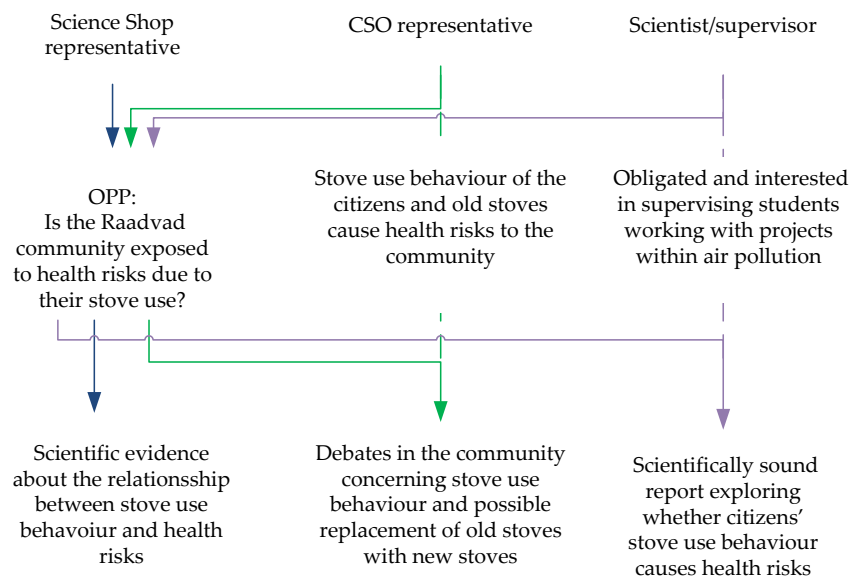 Science Shop
representative
CSO representative
Scientist/supervisor
OPP:
Is the Raadvad
community exposed
to health risks due to
their stove use?
Stove use behaviour of the
citizens and old stoves
cause health risks to the
community
Obligated and interested
in supervising students
working with projects
within air pollution
Scientific evidence
about the relationsship
between stove use
behavoiur and health
risks
Debates in the community
concerning stove use
behaviour and possible
replacement of old stoves
with new stoves
Scientifically sound
report exploring
whether citizens’
stove use behaviour
causes health risks